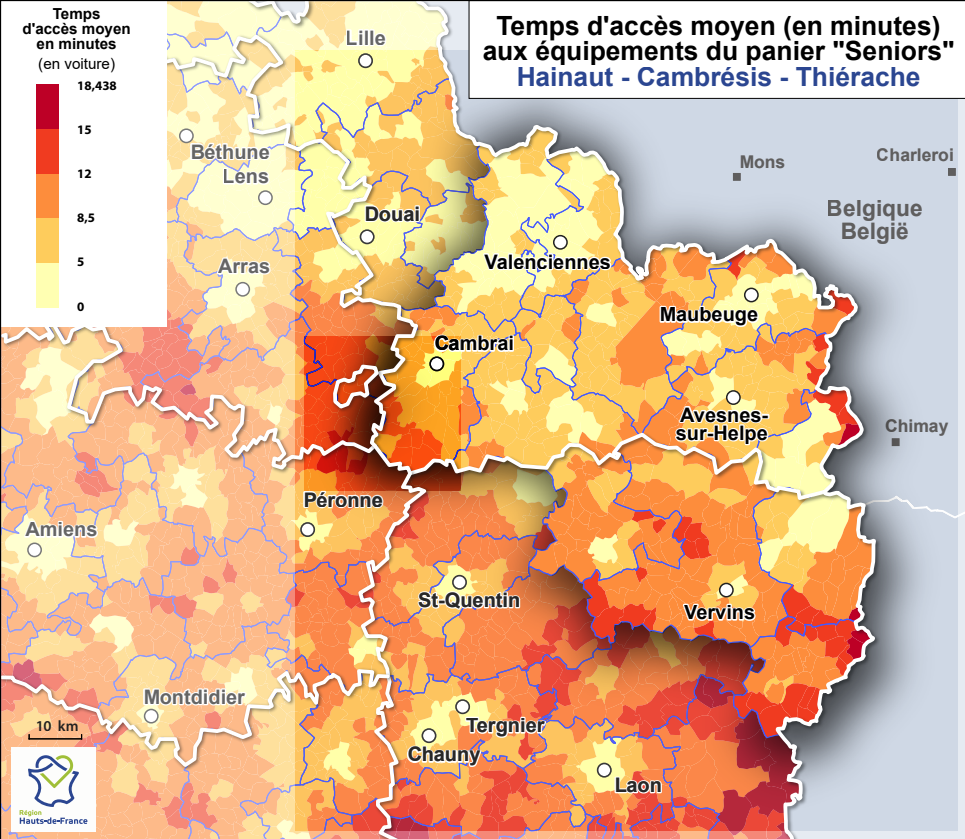 Temps
d'accès moyen
en minutes
(en voiture)
18,438
15
12
8,5
5
0
Temps d'accès moyen (en minutes)
aux équipements du panier "Seniors"
Hainaut - Cambrésis - Thiérache
Lille
Béthune
Lens
Mons
Charleroi
Douai
Belgique
België
Valenciennes
Arras
Maubeuge
Cambrai
Avesnes-
sur-Helpe
Chimay
Péronne
Amiens
St-Quentin
Vervins
Montdidier
Tergnier
10 km
Chauny
Laon
Région
Hauts-de-France